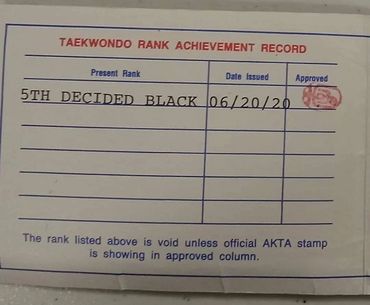 TAEKWONDO RANK ACHIEVEMENT RECORD
Present Rank Date Issued Approved
5TH DECIDED BLACK 06/20/20
The rank listed above is void unless official AKTA stamp
is showing in approved column.